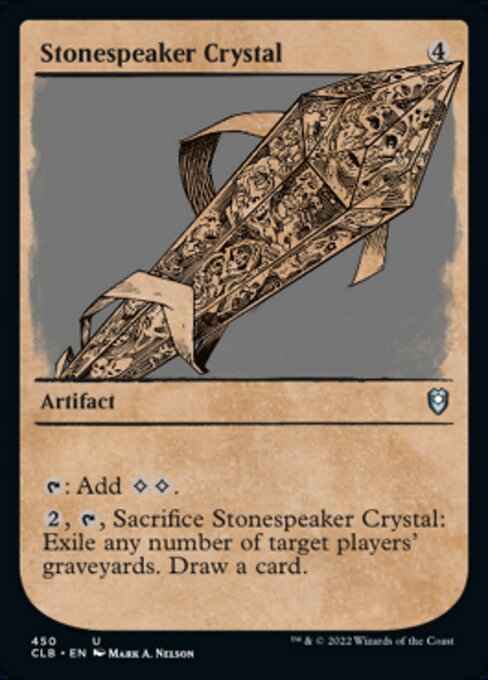 Stonespeaker Crystal 4
Artifact
: Add .
2, , Sacrifice Stonespeaker Crystal:
Exile any number of target players'
graveyards. Draw a card.
450 U
CLB • EN Mark A. Nelson
™ & © 2022 Wizards of the Coast